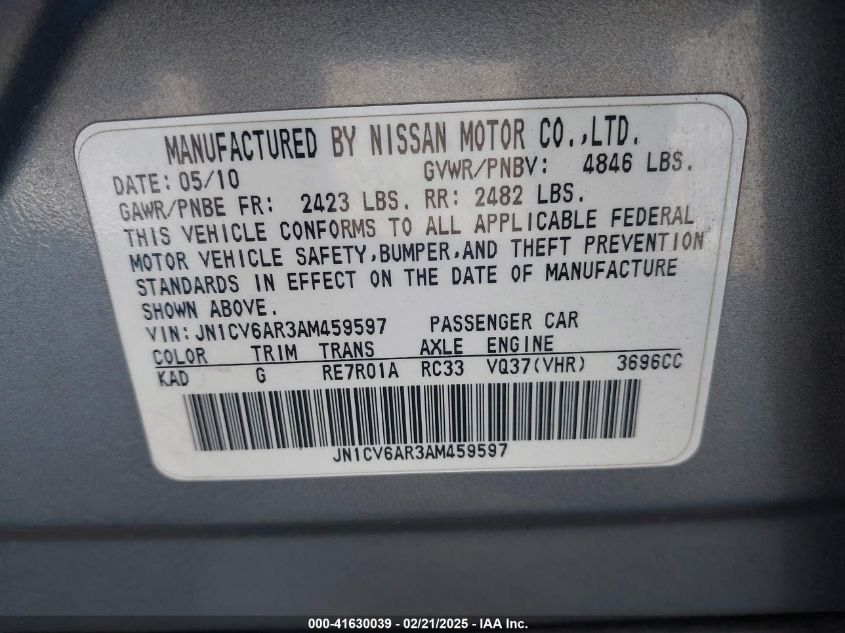 MANUFACTURED BY NISSAN MOTOR CO.,LTD.
DATE: 05/10 GVWR/PNBV: 4846 LBS.
GAWR/PNBE FR: 2423 LBS. RR: 2482 LBS.
THIS VEHICLE CONFORMS TO ALL APPLICABLE FEDERAL
MOTOR VEHICLE SAFETY,BUMPER,AND THEFT PREVENTION
STANDARDS IN EFFECT ON THE DATE OF MANUFACTURE
SHOWN ABOVE.
VIN:JN1CV6AR3AM459597 PASSENGER CAR
COLOR TRIM TRANS AXLE ENGINE
KAD G RE7R01A RC33 VQ37(VHR) 3696CC
JN1CV6AR3AM459597
000-41630039 - 02/21/2025 - IAA Inc.